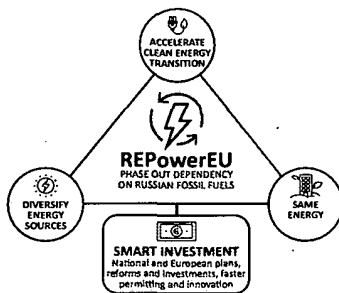 ACCELERATE
CLEAN ENERGY
TRANSITION
REPowerEU
PHASE OUT DEPENDENCY
ON RUSSIAN FOSSIL FUELS
DIVERSIFY
ENERGY
SOURCES
SAME
ENERGY
SMART INVESTMENT
National and European plans,
reforms and investments, faster
permitting and innovation